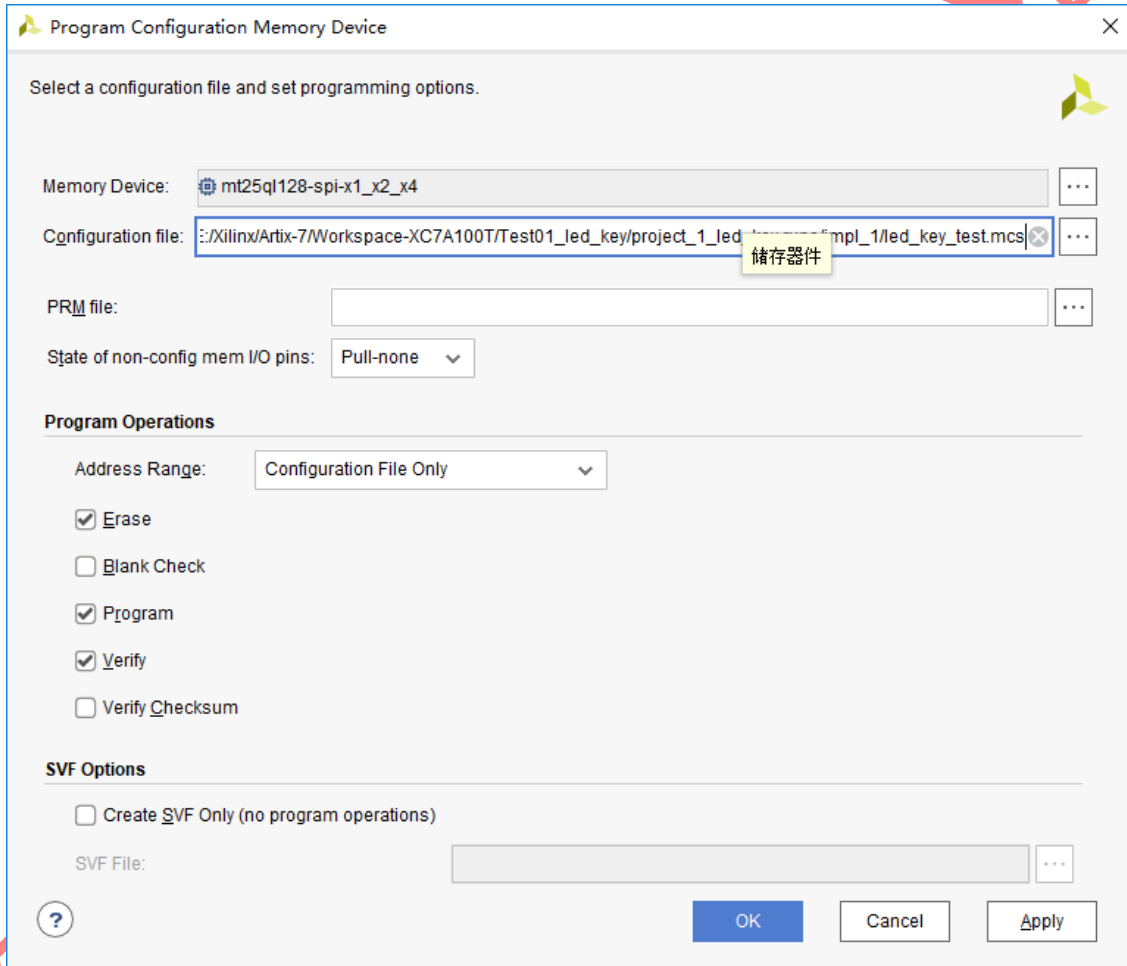 Program Configuration Memory Device
Select a configuration file and set programming options.
Memory Device: mt25ql128-spi-x1_x2_x4 ...
Configuration file: E:/Xilinx/Artix-7/Workspace-XC7A100T/Test01_led_key/project_1_led_ /impl_1/led_key_test.mcs ...
储存器件
PRM file: ...
State of non-config mem I/O pins: Pull-none
Program Operations
Address Range: Configuration File Only
Erase
Blank Check
Program
Verify
Verify Checksum
SVF Options
Create SVF Only (no program operations)
SVF File: ...
? OK Cancel Apply